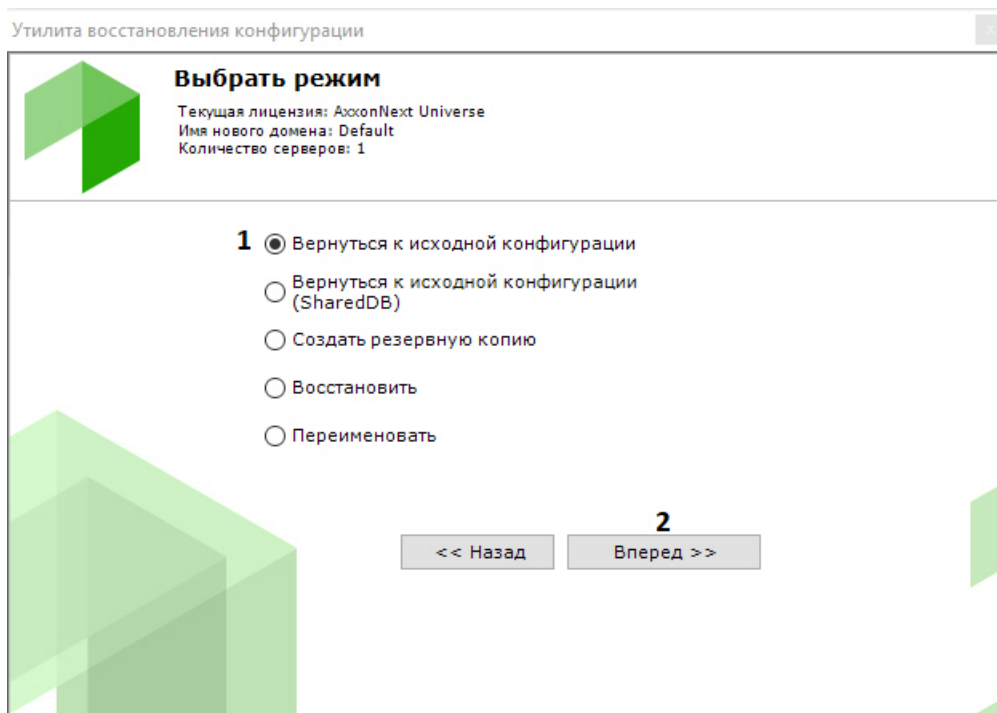 Утилита восстановления конфигурации
Выбрать режим
Текущая лицензия: AxxonNext Universe
Имя нового домена: Default
Количество серверов: 1
1 Вернуться к исходной конфигурации
Вернуться к исходной конфигурации
(SharedDB)
Создать резервную копию
Восстановить
Переименовать
2
<< Назад Вперед >>